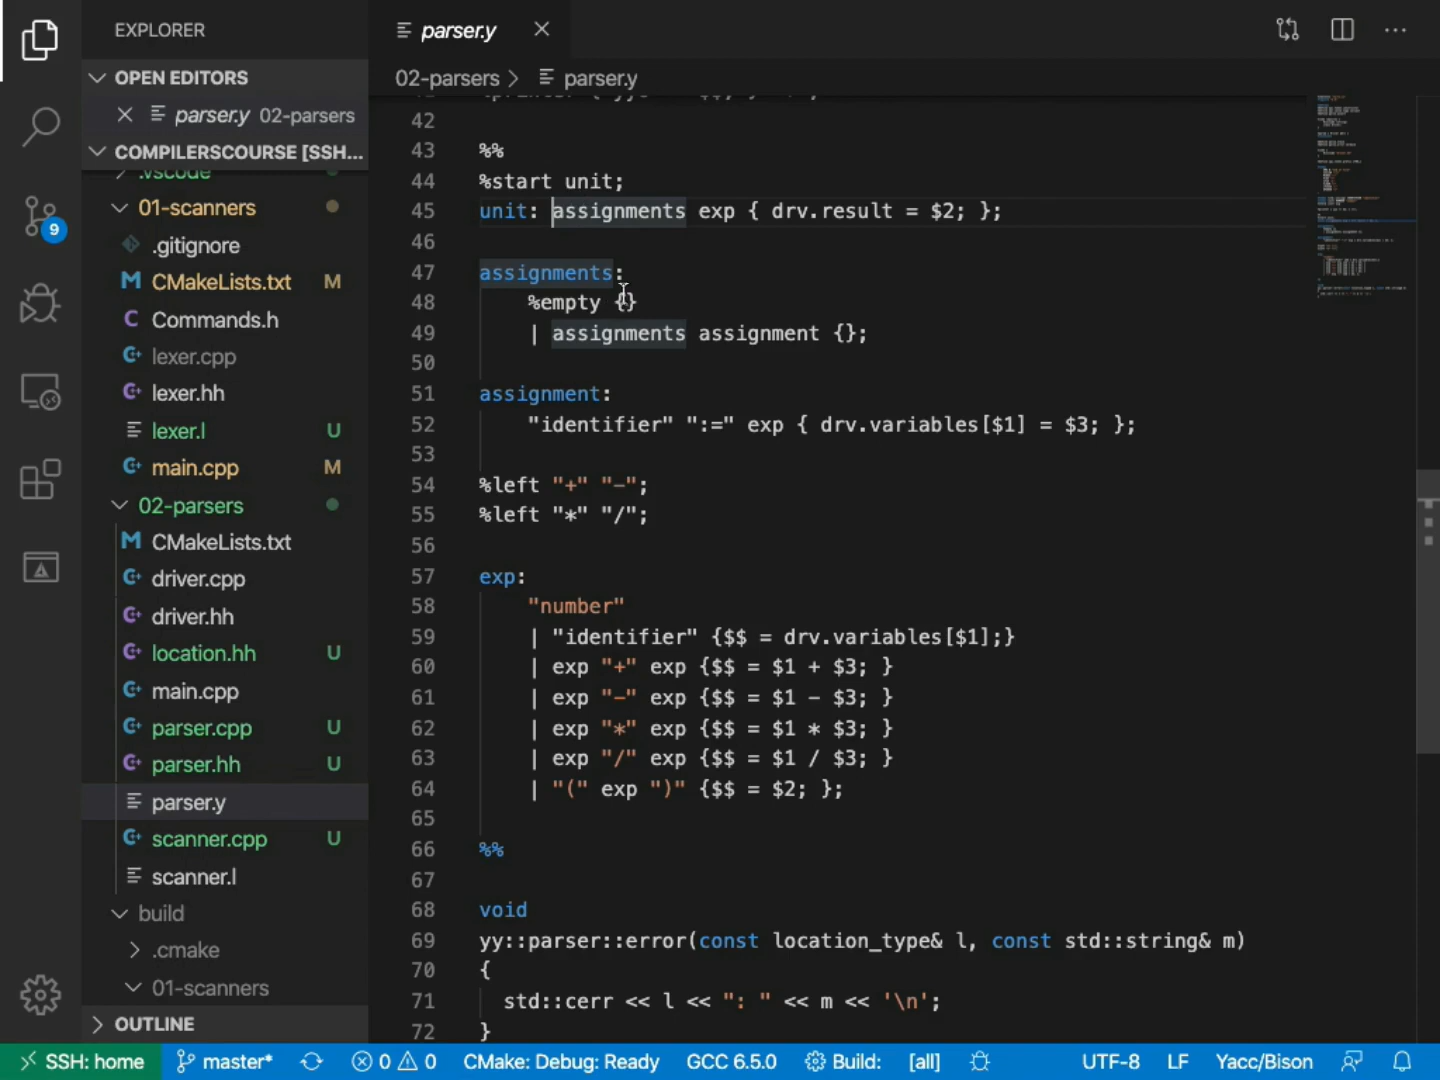 EXPLORER
OPEN EDITORS
parser.y 02-parsers
COMPILERSCOURSE [SSH...
.vscode
01-scanners
.gitignore
CMakeLists.txt M
Commands.h
lexer.cpp
lexer.hh
lexer.l U
main.cpp M
02-parsers
CMakeLists.txt
driver.cpp
driver.hh
location.hh U
main.cpp
parser.cpp U
parser.hh U
parser.y
scanner.cpp U
scanner.l
build
.cmake
01-scanners
OUTLINE
9
parser.y
02-parsers > parser.y
42
43 %%
44 %start unit;
45 unit: assignments exp { drv.result = $2; };
46
47 assignments:
48 %empty {}
49 | assignments assignment {};
50
51 assignment:
52 "identifier" ":=" exp { drv.variables[$1] = $3; };
53
54 %left "+" "-";
55 %left "*" "/";
56
57 exp:
58 "number"
59 | "identifier" {$$ = drv.variables[$1];}
60 | exp "+" exp {$$ = $1 + $3; }
61 | exp "-" exp {$$ = $1 - $3; }
62 | exp "*" exp {$$ = $1 * $3; }
63 | exp "/" exp {$$ = $1 / $3; }
64 | "(" exp ")" {$$ = $2; };
65
66 %%
67
68 void
69 yy::parser::error(const location_type& l, const std::string& m)
70 {
71 std::cerr << l << ": " << m << '\n';
72 }
SSH: home master* 0 0 CMake: Debug: Ready GCC 6.5.0 Build: [all] UTF-8 LF Yacc/Bison